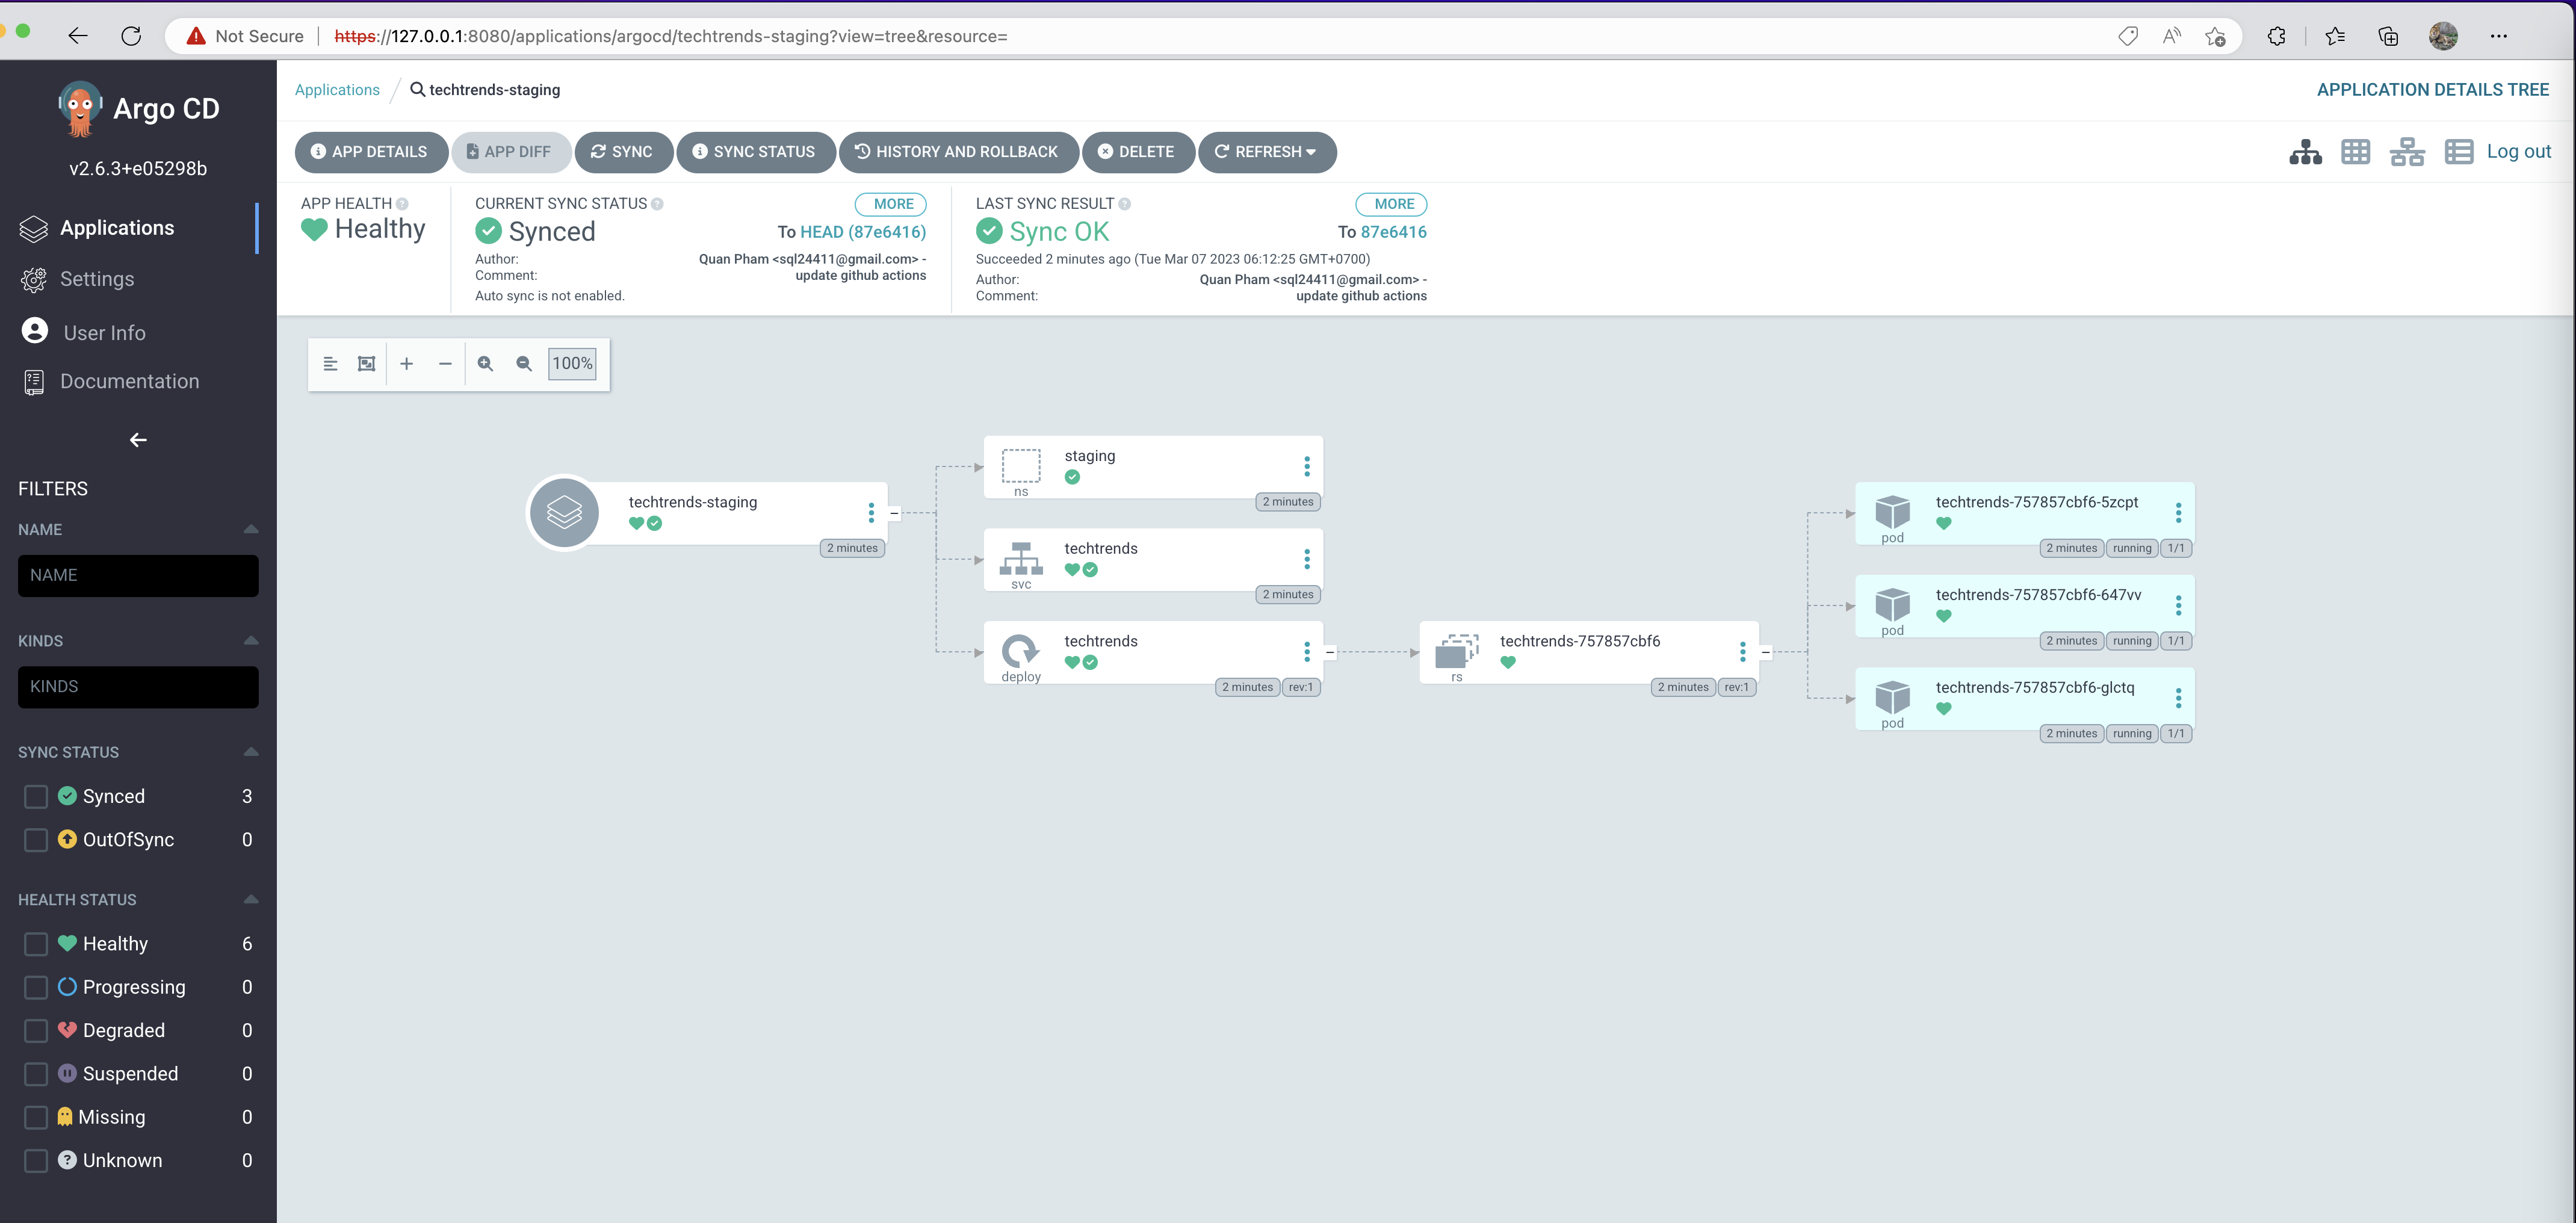 Not Secure https://127.0.0.1:8080/applications/argocd/techtrends-staging?view=tree&resource=
Argo CD
v2.6.3+e05298b
Applications
Settings
User Info
Documentation
FILTERS
NAME
NAME
KINDS
KINDS
SYNC STATUS
Synced 3
OutOfSync 0
HEALTH STATUS
Healthy 6
Progressing 0
Degraded 0
Suspended 0
Missing 0
Unknown 0
Applications / techtrends-staging
APPLICATION DETAILS TREE
APP DETAILS APP DIFF SYNC SYNC STATUS HISTORY AND ROLLBACK DELETE REFRESH
Log out
APP HEALTH
Healthy
CURRENT SYNC STATUS MORE
Synced To HEAD (87e6416)
Author: Quan Pham <sql24411@gmail.com> -
Comment: update github actions
Auto sync is not enabled.
LAST SYNC RESULT MORE
Sync OK To 87e6416
Succeeded 2 minutes ago (Tue Mar 07 2023 06:12:25 GMT+0700)
Author: Quan Pham <sql24411@gmail.com> -
Comment: update github actions
100%
techtrends-staging
2 minutes
staging
ns
2 minutes
techtrends
svc
2 minutes
techtrends
deploy
2 minutes rev:1
techtrends-757857cbf6
rs
2 minutes rev:1
techtrends-757857cbf6-5zcpt
pod
2 minutes running 1/1
techtrends-757857cbf6-647vv
pod
2 minutes running 1/1
techtrends-757857cbf6-glctq
pod
2 minutes running 1/1